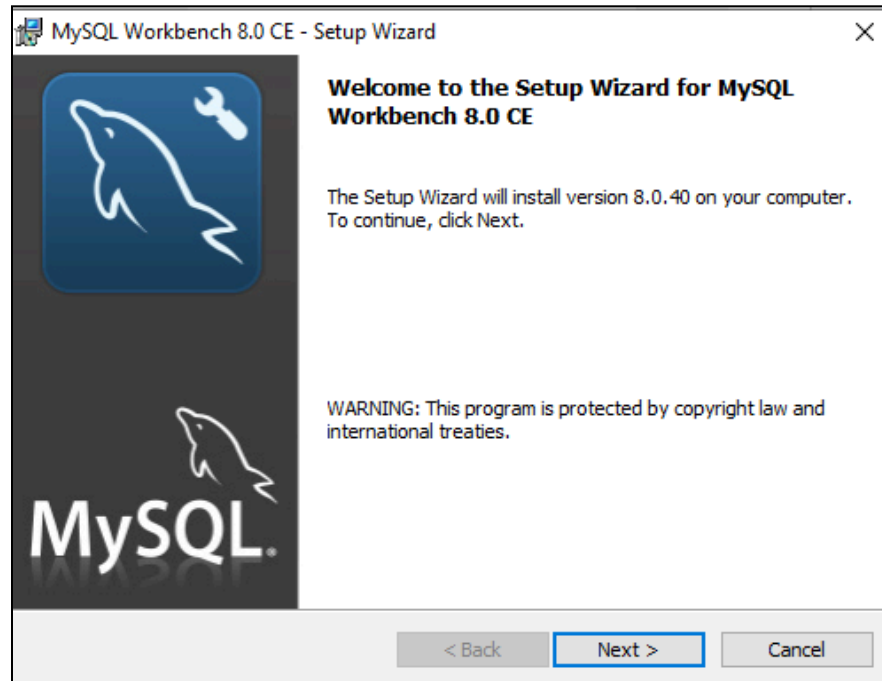 MySQL Workbench 8.0 CE - Setup Wizard
Welcome to the Setup Wizard for MySQL
Workbench 8.0 CE
The Setup Wizard will install version 8.0.40 on your computer.
To continue, click Next.
WARNING: This program is protected by copyright law and
international treaties.
MySQL®
< Back Next > Cancel